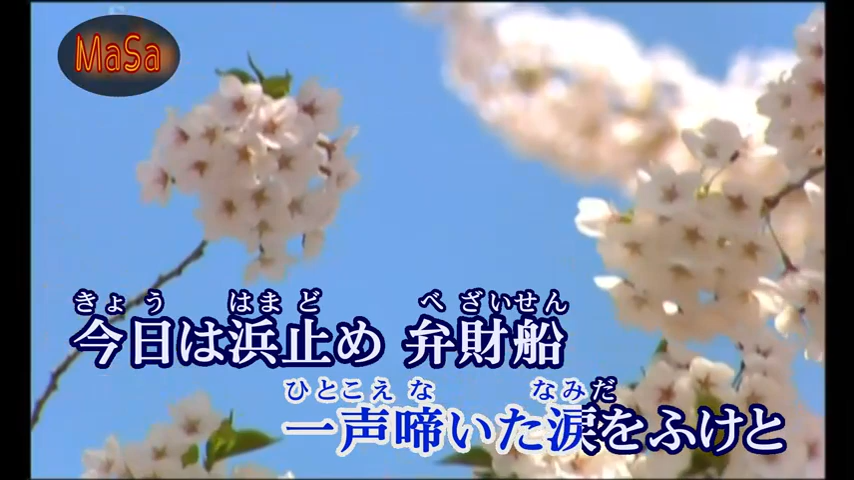 MaSa
きょう はまど べざいせん
今日は浜止め 弁財船
ひとこえ な なみだ
一声啼いた涙をふけと